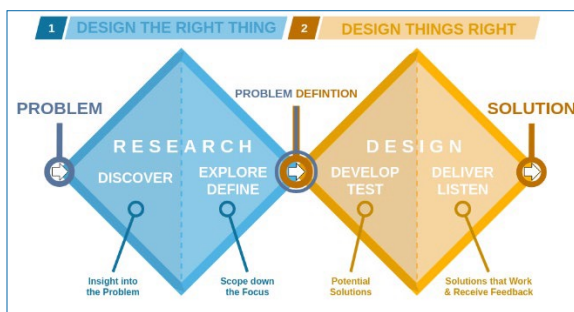 1 DESIGN THE RIGHT THING
2 DESIGN THINGS RIGHT
PROBLEM
PROBLEM DEFINTION
SOLUTION
RESEARCH
DISCOVER
EXPLORE
DEFINE
DESIGN
DEVELOP
TEST
DELIVER
LISTEN
Insight into
the Problem
Scope down
the Focus
Potential
Solutions
Solutions that Work
& Receive Feedback